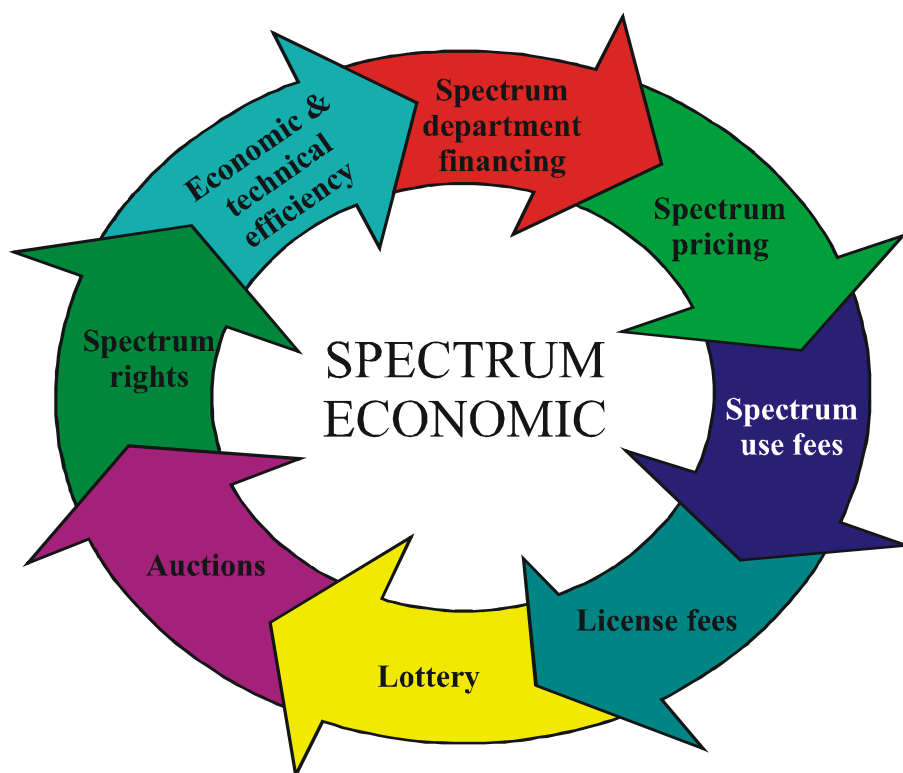 Spectrum
department
financing
Spectrum
pricing
Spectrum
use fees
License fees
Lottery
Auctions
Spectrum
rights
Economic &
technical
efficiency
SPECTRUM
ECONOMIC